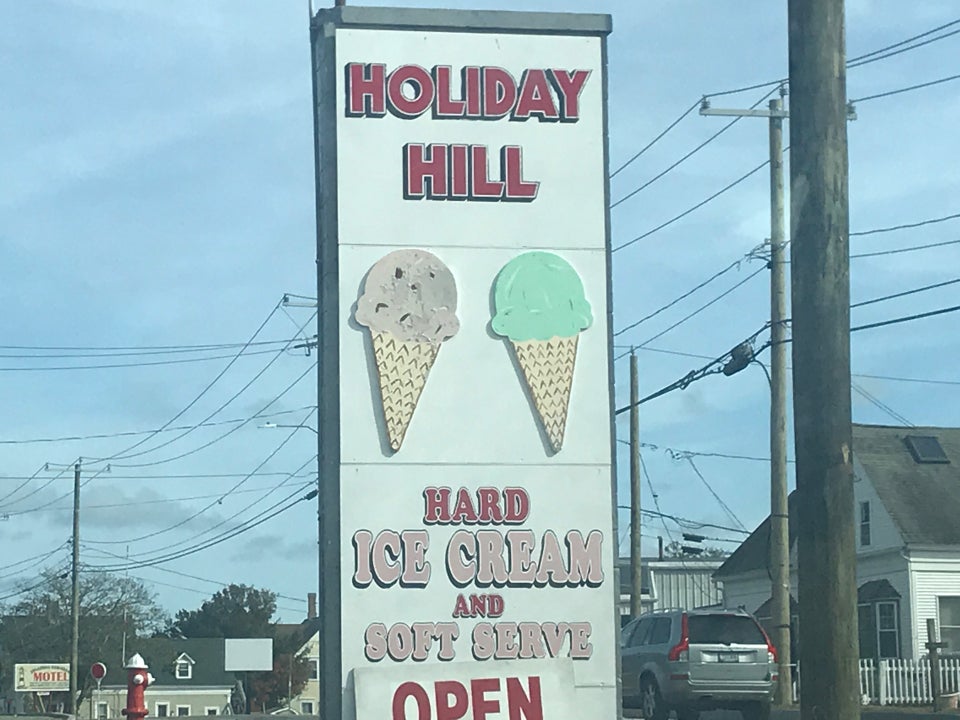 HOLIDAY
HILL
HARD
ICE CREAM
AND
SOFT SERVE
OPEN
MOTEL